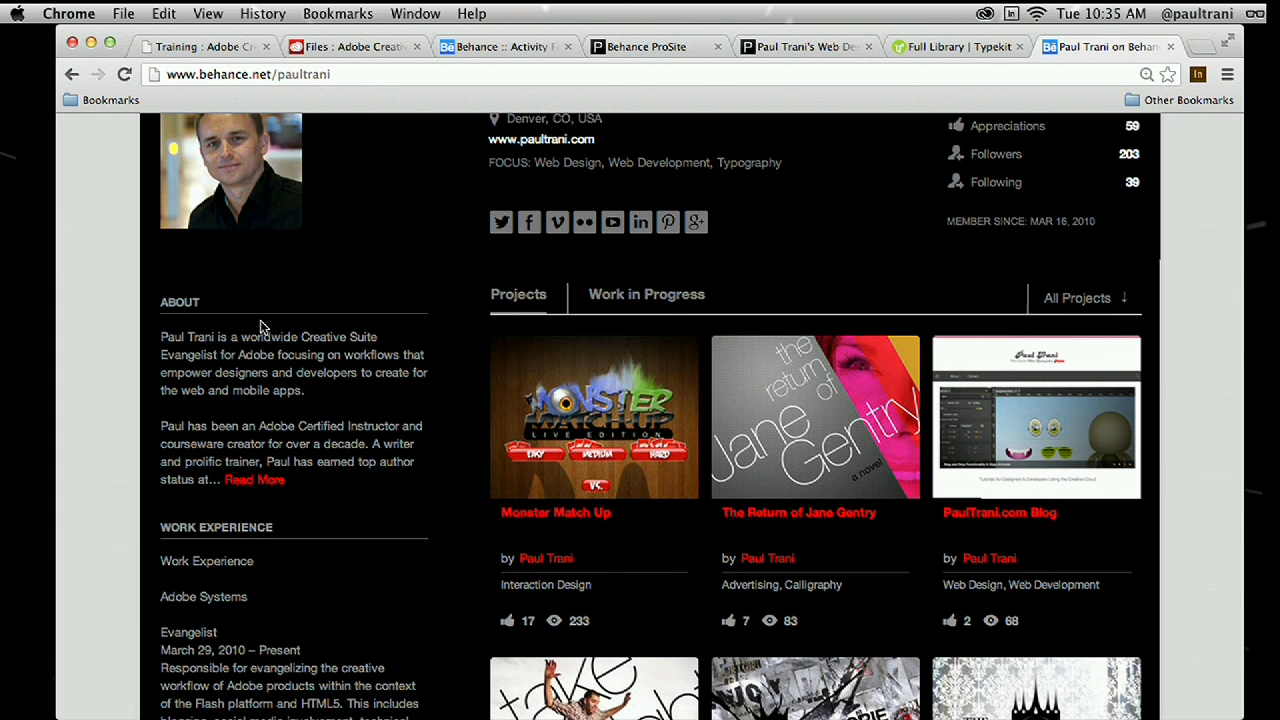 Chrome File Edit View History Bookmarks Window Help
Tue 10:35 AM @paultrani
Training : Adobe Cr
Files : Adobe Creativ
Behance :: Activity F
Behance ProSite
Paul Trani's Web De
Full Library | Typekit
Paul Trani on Behan
www.behance.net/paultrani
In
Bookmarks
Other Bookmarks
Denver, CO, USA
www.paultrani.com
FOCUS: Web Design, Web Development, Typography
Appreciations 59
Followers 203
Following 39
MEMBER SINCE: MAR 16, 2010
ABOUT
Paul Trani is a worldwide Creative Suite
Evangelist for Adobe focusing on workflows that
empower designers and developers to create for
the web and mobile apps.
Paul has been an Adobe Certified Instructor and
courseware creator for over a decade. A writer
and prolific trainer, Paul has earned top author
status at... Read More
WORK EXPERIENCE
Work Experience
Adobe Systems
Evangelist
March 29, 2010 – Present
Responsible for evangelizing the creative
workflow of Adobe products within the context
of the Flash platform and HTML5. This includes
blogging, social media involvement, technical
Projects
Work in Progress
All Projects ↓
MONSTER
MATCH UP
LIVE EDITION
EASY MEDIUM HARD
VS.
Monster Match Up
by Paul Trani
Interaction Design
17 233
the
return
of
Jane
Gentry
a novel
The Return of Jane Gentry
by Paul Trani
Advertising, Calligraphy
7 83
Paul Trani
PaulTrani.com Blog
by Paul Trani
Web Design, Web Development
2 68
take